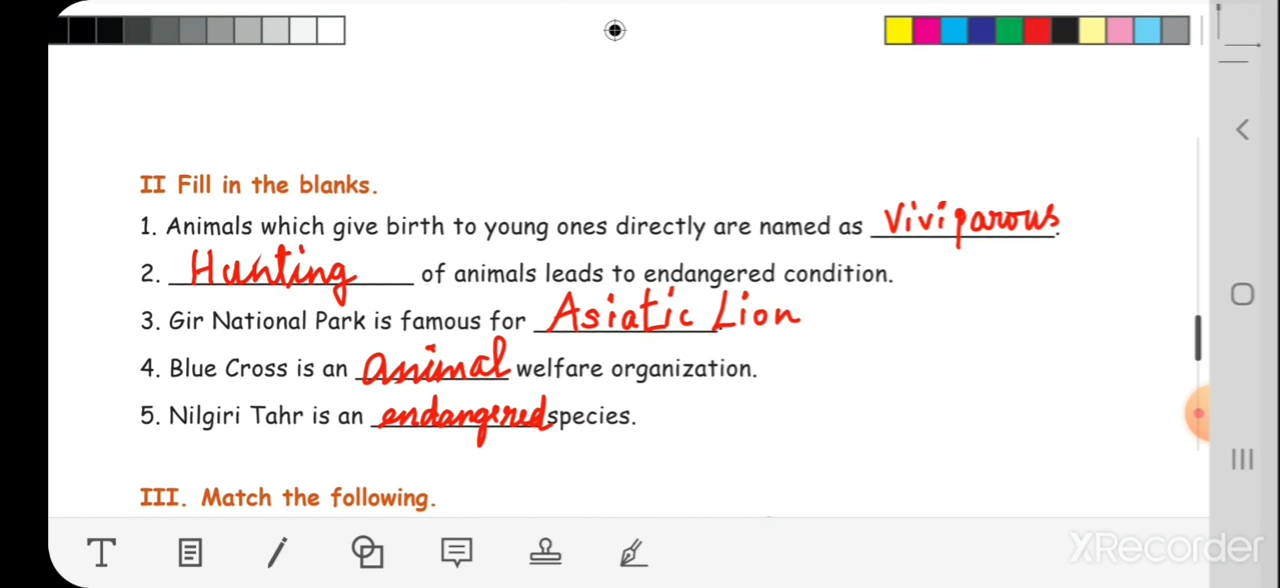 II Fill in the blanks.
1. Animals which give birth to young ones directly are named as Viviparous.
2. Hunting of animals leads to endangered condition.
3. Gir National Park is famous for Asiatic Lion
4. Blue Cross is an animal welfare organization.
5. Nilgiri Tahr is an endangered species.
III. Match the following.
T
XRecorder